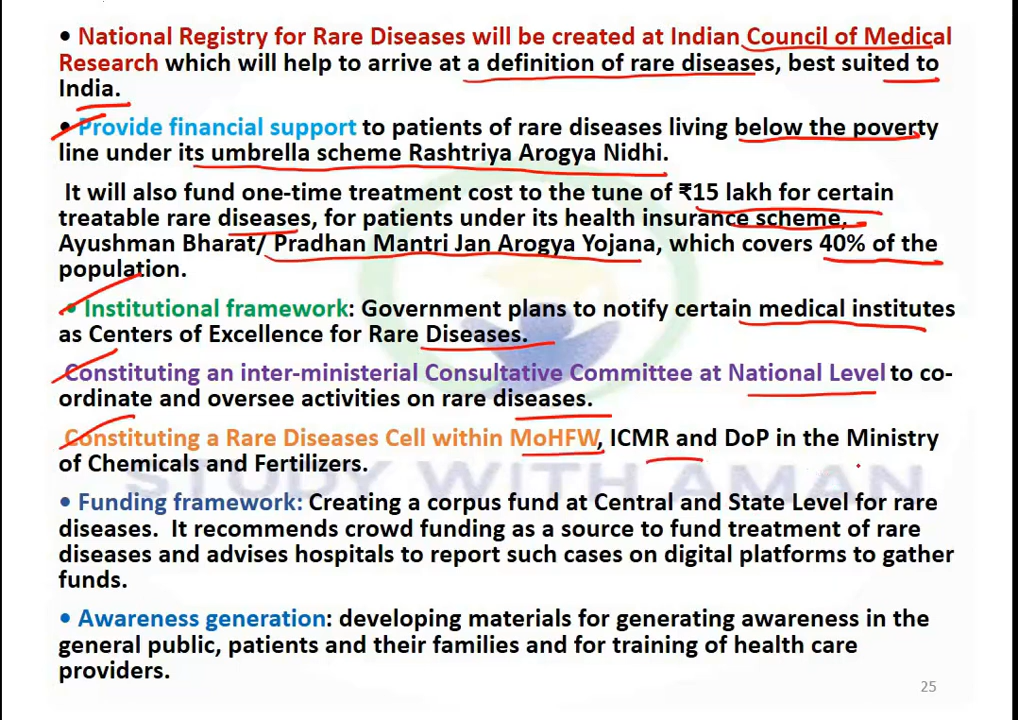 • National Registry for Rare Diseases will be created at Indian Council of Medical
Research which will help to arrive at a definition of rare diseases, best suited to
India.
• Provide financial support to patients of rare diseases living below the poverty
line under its umbrella scheme Rashtriya Arogya Nidhi.
It will also fund one-time treatment cost to the tune of ₹15 lakh for certain
treatable rare diseases, for patients under its health insurance scheme,
Ayushman Bharat/ Pradhan Mantri Jan Arogya Yojana, which covers 40% of the
population.
• Institutional framework: Government plans to notify certain medical institutes
as Centers of Excellence for Rare Diseases.
Constituting an inter-ministerial Consultative Committee at National Level to co-
ordinate and oversee activities on rare diseases.
Constituting a Rare Diseases Cell within MoHFW, ICMR and DoP in the Ministry
of Chemicals and Fertilizers.
STUDY WITH AMAN
• Funding framework: Creating a corpus fund at Central and State Level for rare
diseases. It recommends crowd funding as a source to fund treatment of rare
diseases and advises hospitals to report such cases on digital platforms to gather
funds.
• Awareness generation: developing materials for generating awareness in the
general public, patients and their families and for training of health care
providers.
25